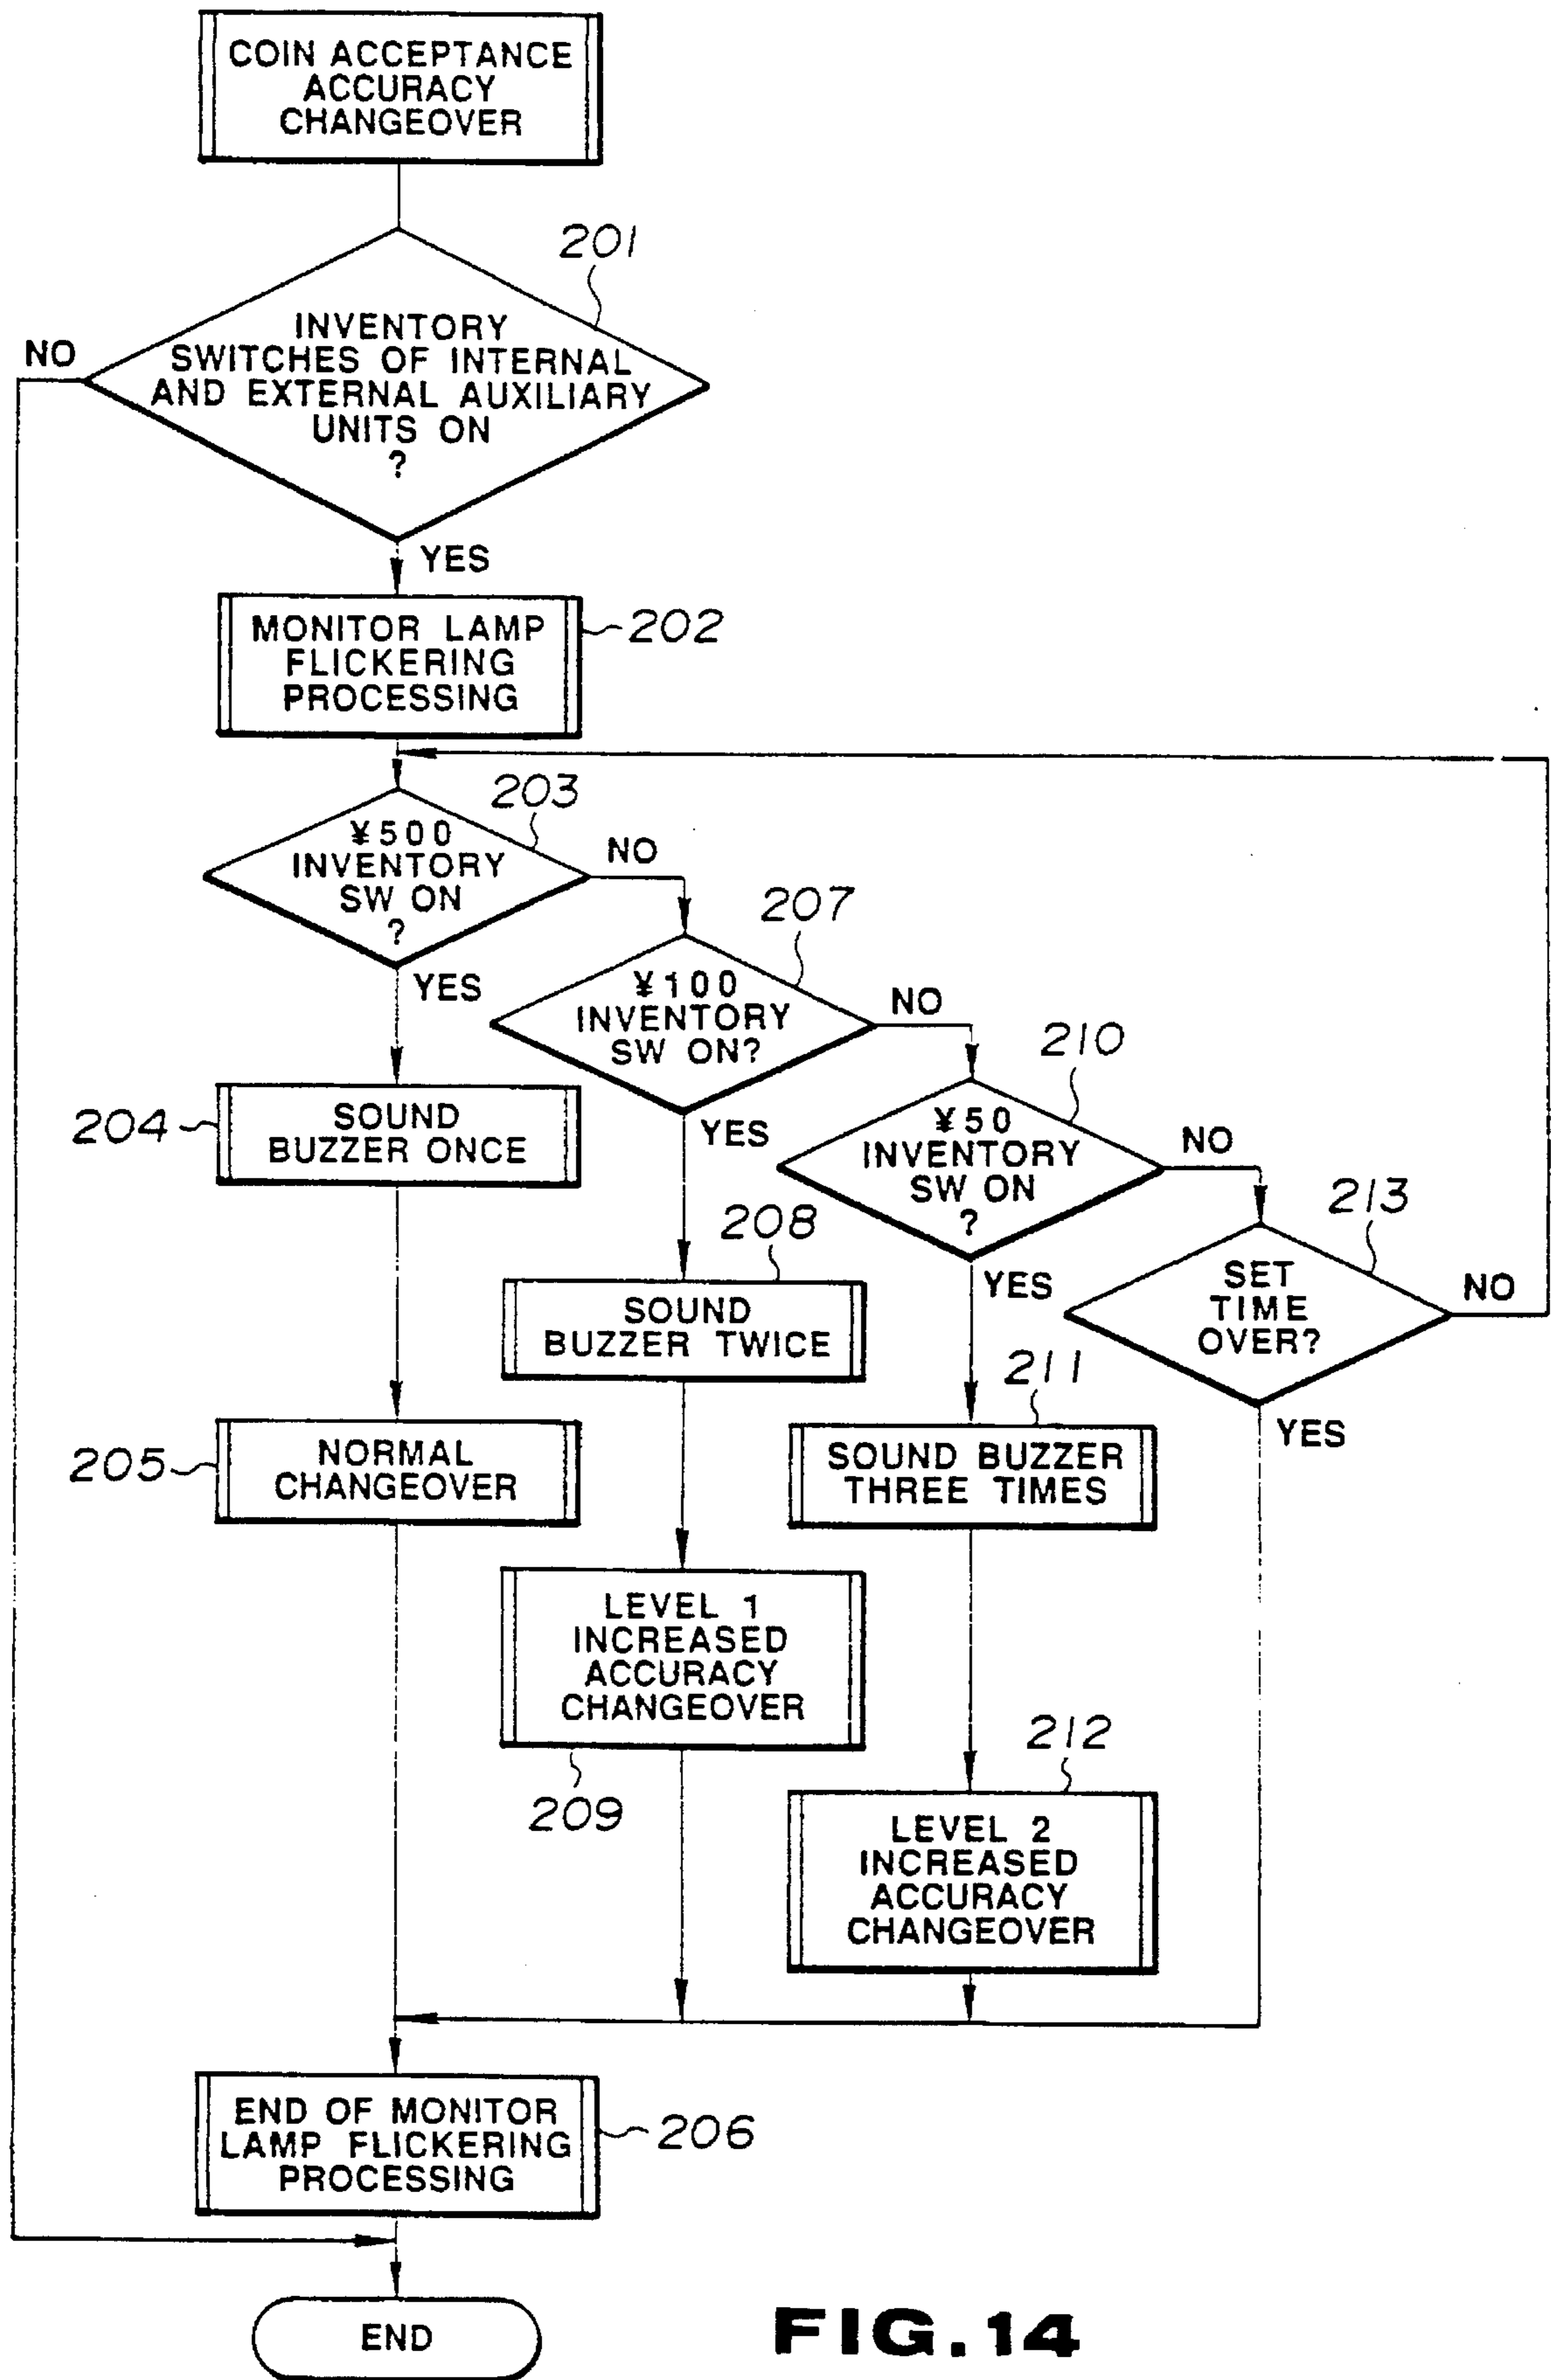 COIN ACCEPTANCE
ACCURACY
CHANGEOVER
201
INVENTORY
SWITCHES OF INTERNAL
AND EXTERNAL AUXILIARY
UNITS ON
?
NO
YES
MONITOR LAMP
FLICKERING
PROCESSING
202
203
¥500
INVENTORY
SW ON
?
NO
YES
207
¥100
INVENTORY
SW ON?
NO
YES
210
¥50
INVENTORY
SW ON
?
NO
YES
213
SET
TIME
OVER?
NO
YES
204
SOUND
BUZZER ONCE
208
SOUND
BUZZER TWICE
211
SOUND BUZZER
THREE TIMES
205
NORMAL
CHANGEOVER
LEVEL 1
INCREASED
ACCURACY
CHANGEOVER
209
212
LEVEL 2
INCREASED
ACCURACY
CHANGEOVER
END OF MONITOR
LAMP FLICKERING
PROCESSING
206
END
FIG.14